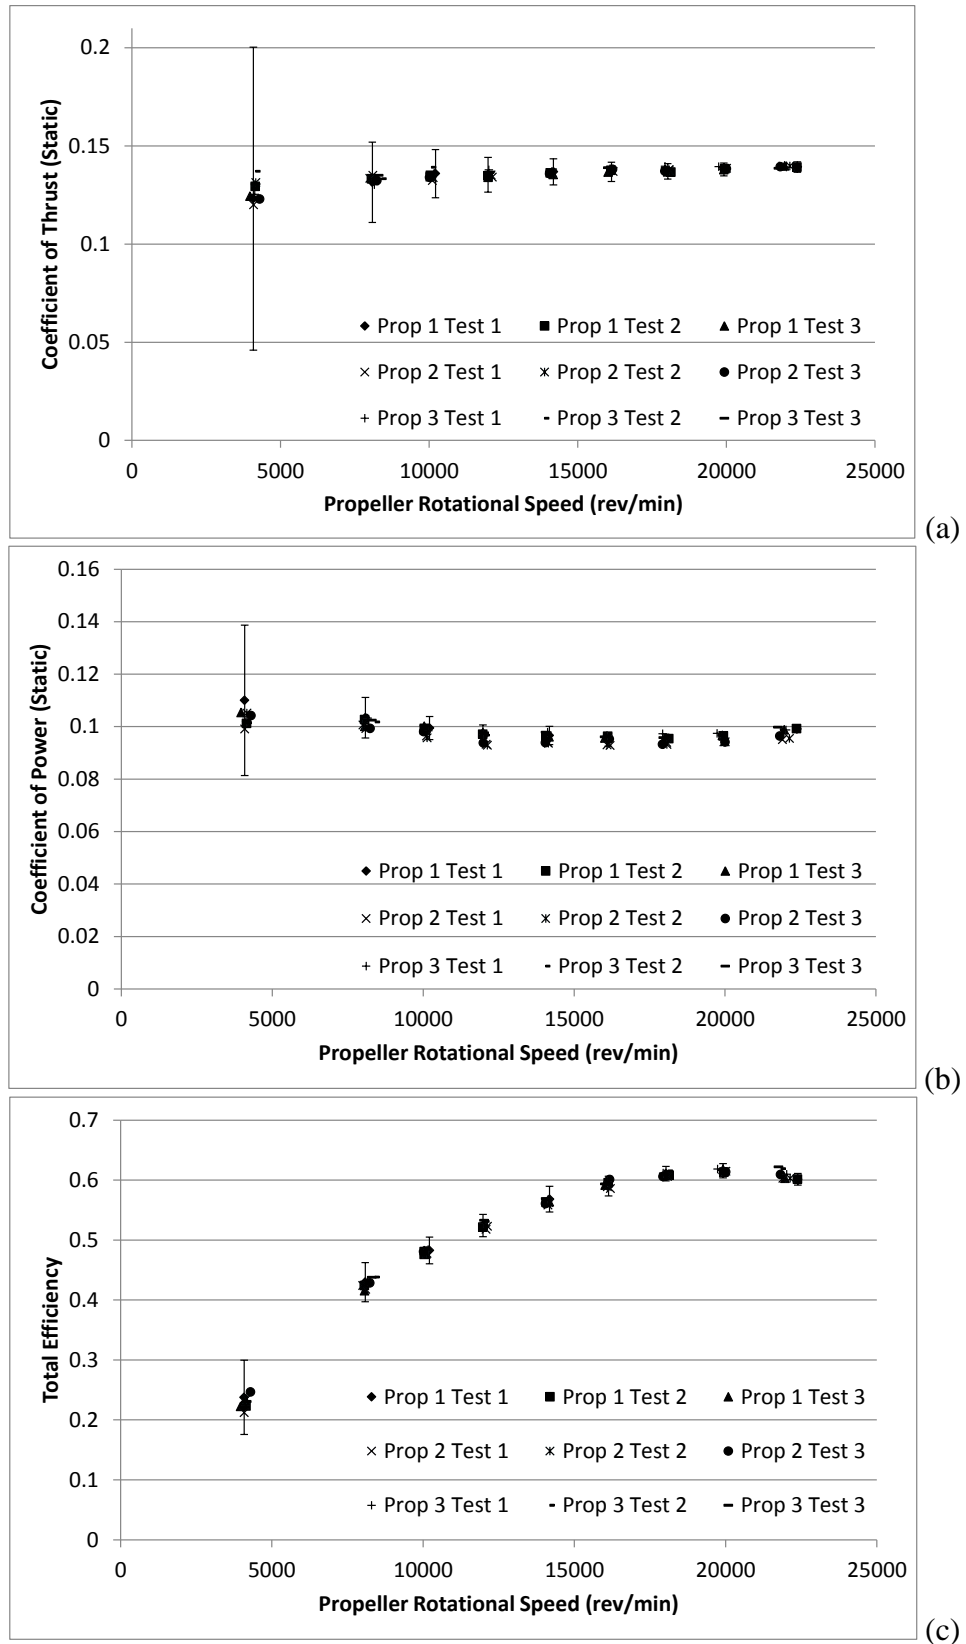 0.2
0.15
0.1
0.05
0
Coefficient of Thrust (Static)
Prop 1 Test 1 Prop 1 Test 2 Prop 1 Test 3
Prop 2 Test 1 Prop 2 Test 2 Prop 2 Test 3
Prop 3 Test 1 Prop 3 Test 2 Prop 3 Test 3
0 5000 10000 15000 20000 25000
Propeller Rotational Speed (rev/min)
(a)
0.16
0.14
0.12
0.1
0.08
0.06
0.04
0.02
0
Coefficient of Power (Static)
Prop 1 Test 1 Prop 1 Test 2 Prop 1 Test 3
Prop 2 Test 1 Prop 2 Test 2 Prop 2 Test 3
Prop 3 Test 1 Prop 3 Test 2 Prop 3 Test 3
0 5000 10000 15000 20000 25000
Propeller Rotational Speed (rev/min)
(b)
0.7
0.6
0.5
0.4
0.3
0.2
0.1
0
Total Efficiency
Prop 1 Test 1 Prop 1 Test 2 Prop 1 Test 3
Prop 2 Test 1 Prop 2 Test 2 Prop 2 Test 3
Prop 3 Test 1 Prop 3 Test 2 Prop 3 Test 3
0 5000 10000 15000 20000 25000
Propeller Rotational Speed (rev/min)
(c)